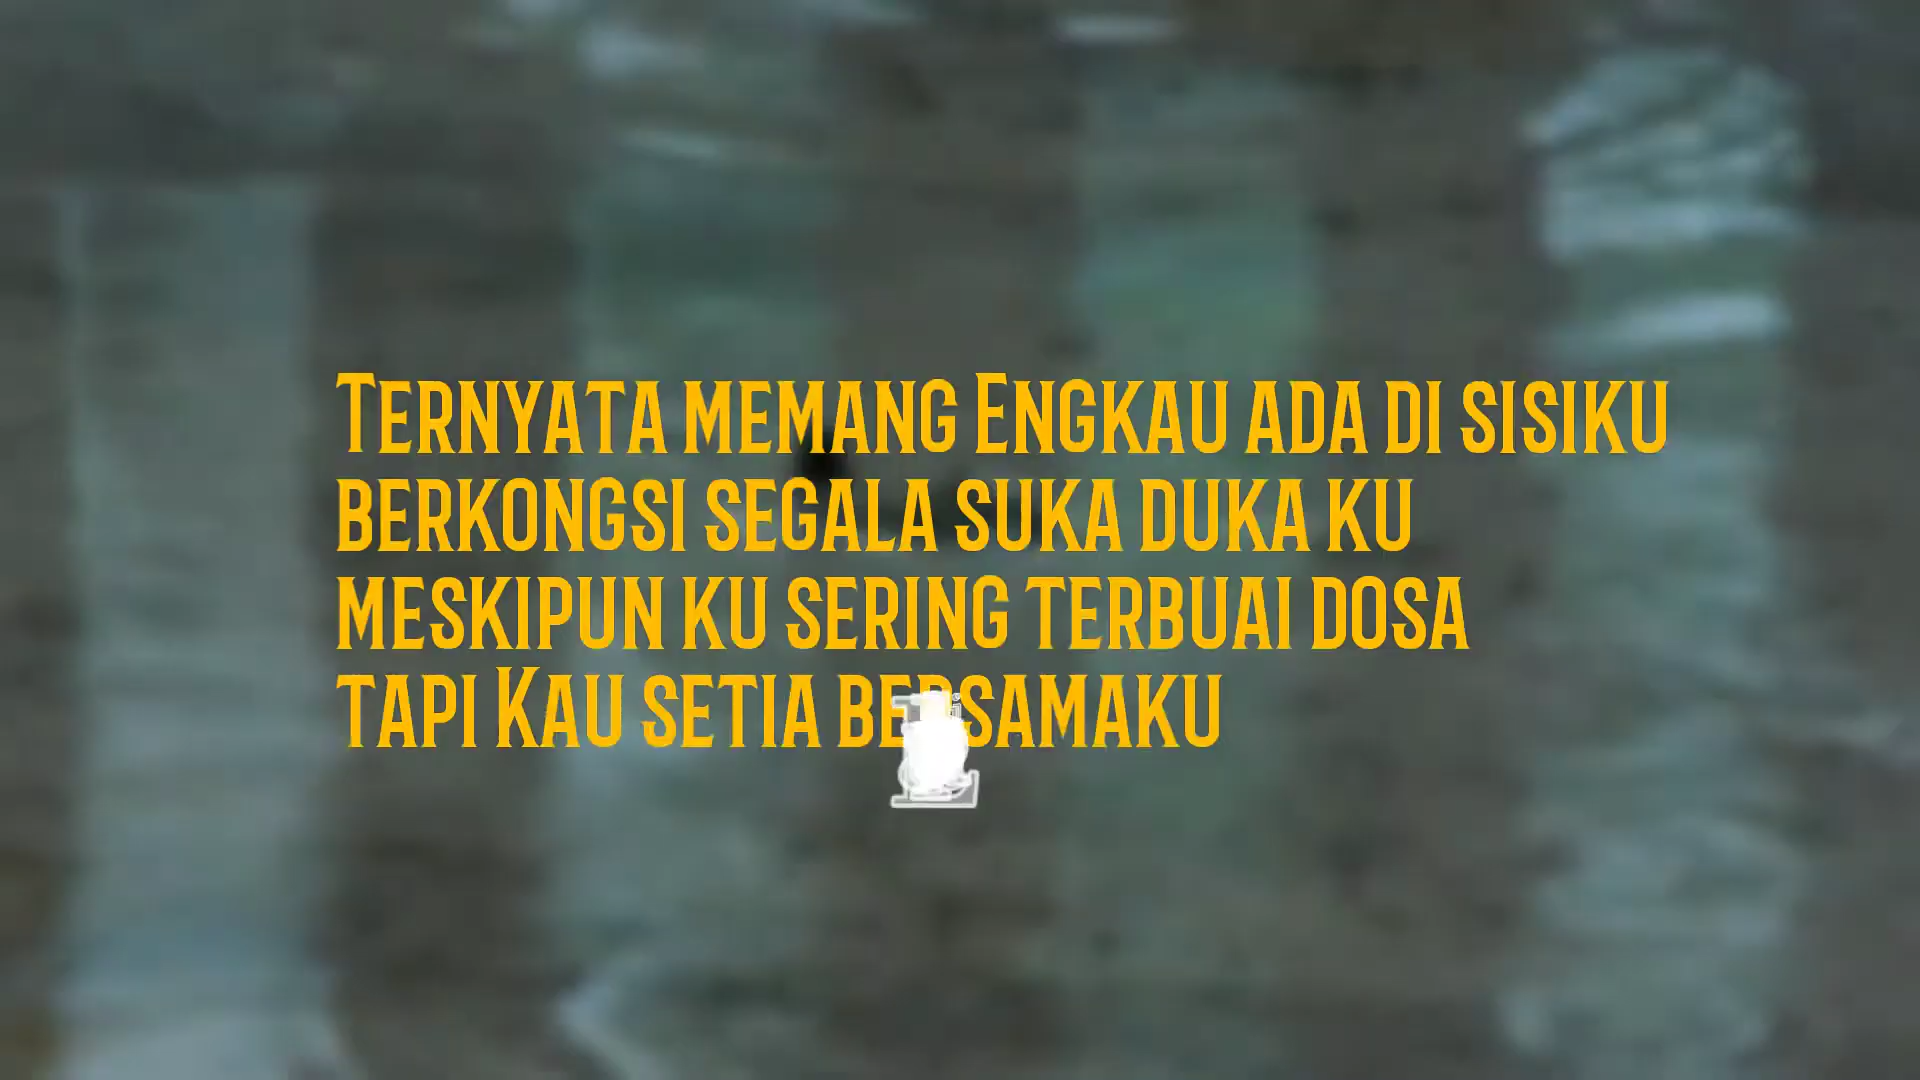 Ternyata memang Engkau ada di sisiku
berkongsi segala suka duka ku
meskipun ku sering terbuai dosa
tapi Kau setia bersamaku